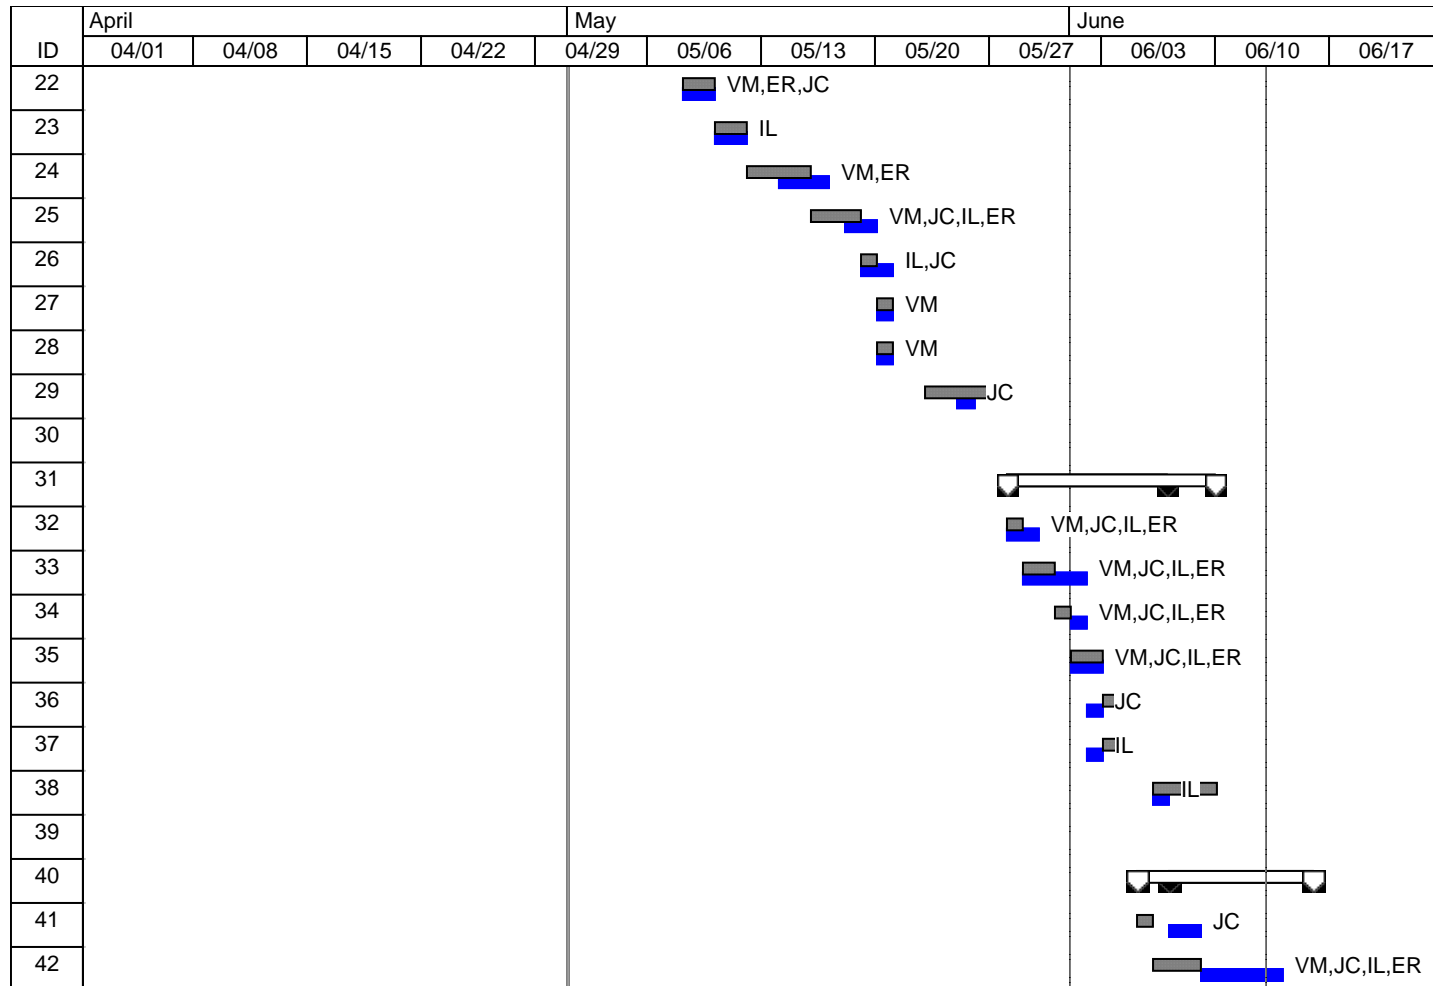 April May June
ID 04/01 04/08 04/15 04/22 04/29 05/06 05/13 05/20 05/27 06/03 06/10 06/17
22 VM,ER,JC
23 IL
24 VM,ER
25 VM,JC,IL,ER
26 IL,JC
27 VM
28 VM
29 JC
30
31
32 VM,JC,IL,ER
33 VM,JC,IL,ER
34 VM,JC,IL,ER
35 VM,JC,IL,ER
36 JC
37 IL
38 IL
39
40
41 JC
42 VM,JC,IL,ER